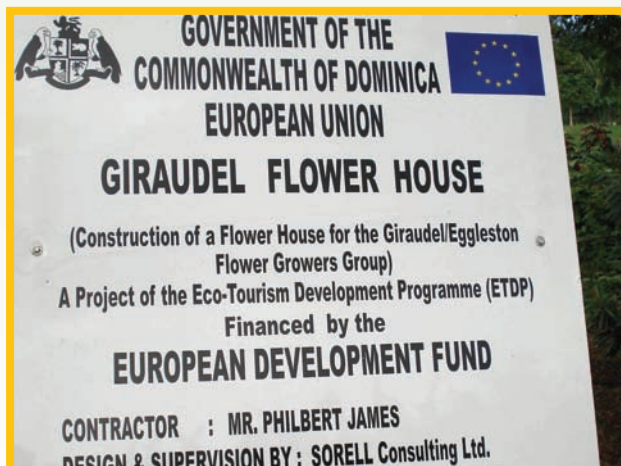 GOVERNMENT OF THE
COMMONWEALTH OF DOMINICA
EUROPEAN UNION
GIRAUDEL FLOWER HOUSE
(Construction of a Flower House for the Giraudel/Eggleston
Flower Growers Group)
A Project of the Eco-Tourism Development Programme (ETDP)
Financed by the
EUROPEAN DEVELOPMENT FUND
CONTRACTOR : MR. PHILBERT JAMES
DESIGN & SUPERVISION BY : SORELL Consulting Ltd.